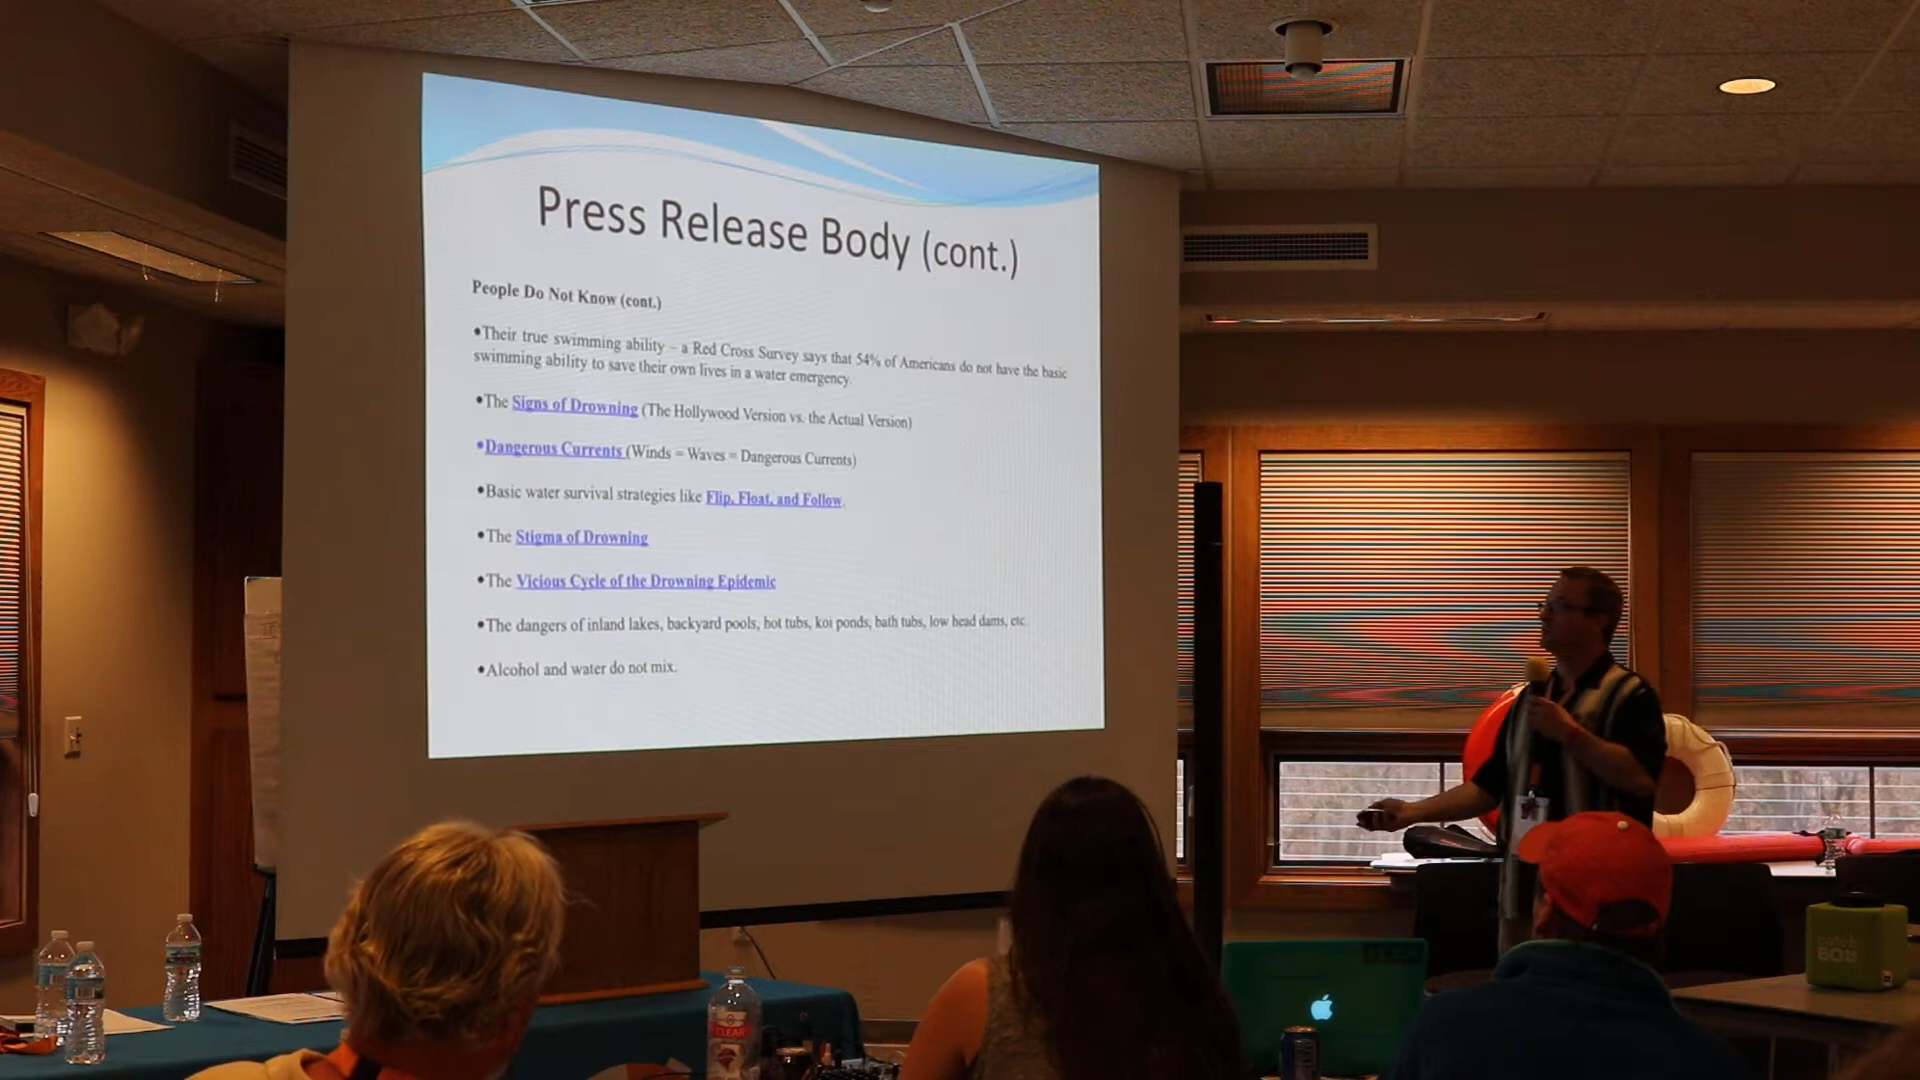 Press Release Body (cont.)
People Do Not Know (cont.)
•Their true swimming ability – a Red Cross Survey says that 54% of Americans do not have the basic
swimming ability to save their own lives in a water emergency.
•The Signs of Drowning (The Hollywood Version vs. the Actual Version)
•Dangerous Currents (Winds = Waves = Dangerous Currents)
•Basic water survival strategies like Flip, Float, and Follow.
•The Stigma of Drowning
•The Vicious Cycle of the Drowning Epidemic
•The dangers of inland lakes, backyard pools, hot tubs, koi ponds, bath tubs, low head dams, etc.
•Alcohol and water do not mix.
CLEAR
catch
BOX